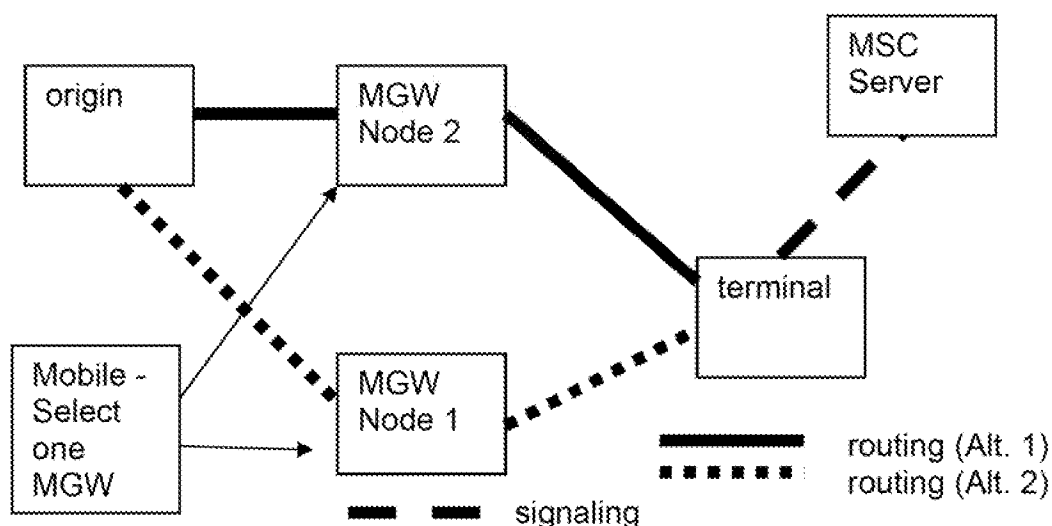 MSC
Server
origin
MGW
Node 2
terminal
Mobile -
Select
one
MGW
MGW
Node 1
routing (Alt. 1)
routing (Alt. 2)
signaling